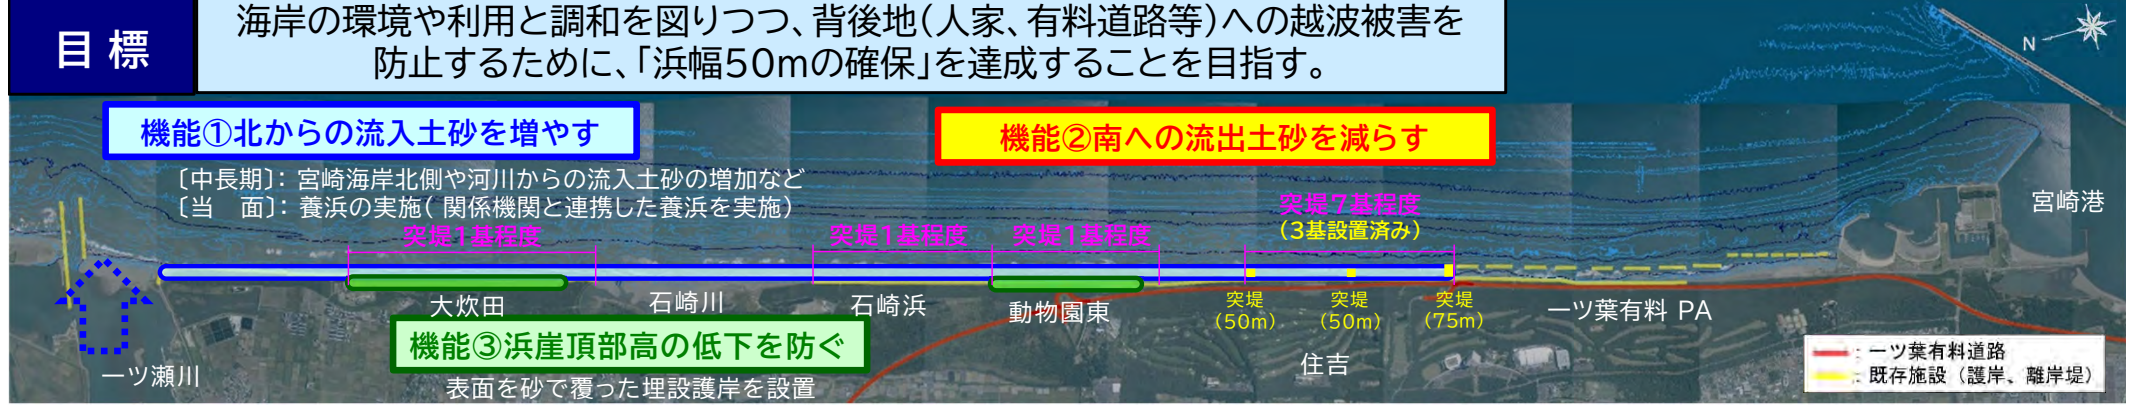 目標
海岸の環境や利用と調和を図りつつ、背後地(人家、有料道路等)への越波被害を
防止するために、「浜幅50mの確保」を達成することを目指す。
N
機能①北からの流入土砂を増やす
機能②南への流出土砂を減らす
〔中長期〕：宮崎海岸北側や河川からの流入土砂の増加など
〔当　面〕：養浜の実施( 関係機関と連携した養浜を実施)
宮崎港
突堤7基程度
(3基設置済み)
突堤1基程度
突堤1基程度
突堤1基程度
大炊田
石崎川
石崎浜
動物園東
突堤
(50m)
突堤
(50m)
突堤
(75m)
一ツ葉有料 PA
機能③浜崖頂部高の低下を防ぐ
表面を砂で覆った埋設護岸を設置
一ツ瀬川
住吉
：一ツ葉有料道路
：既存施設（護岸、離岸堤）